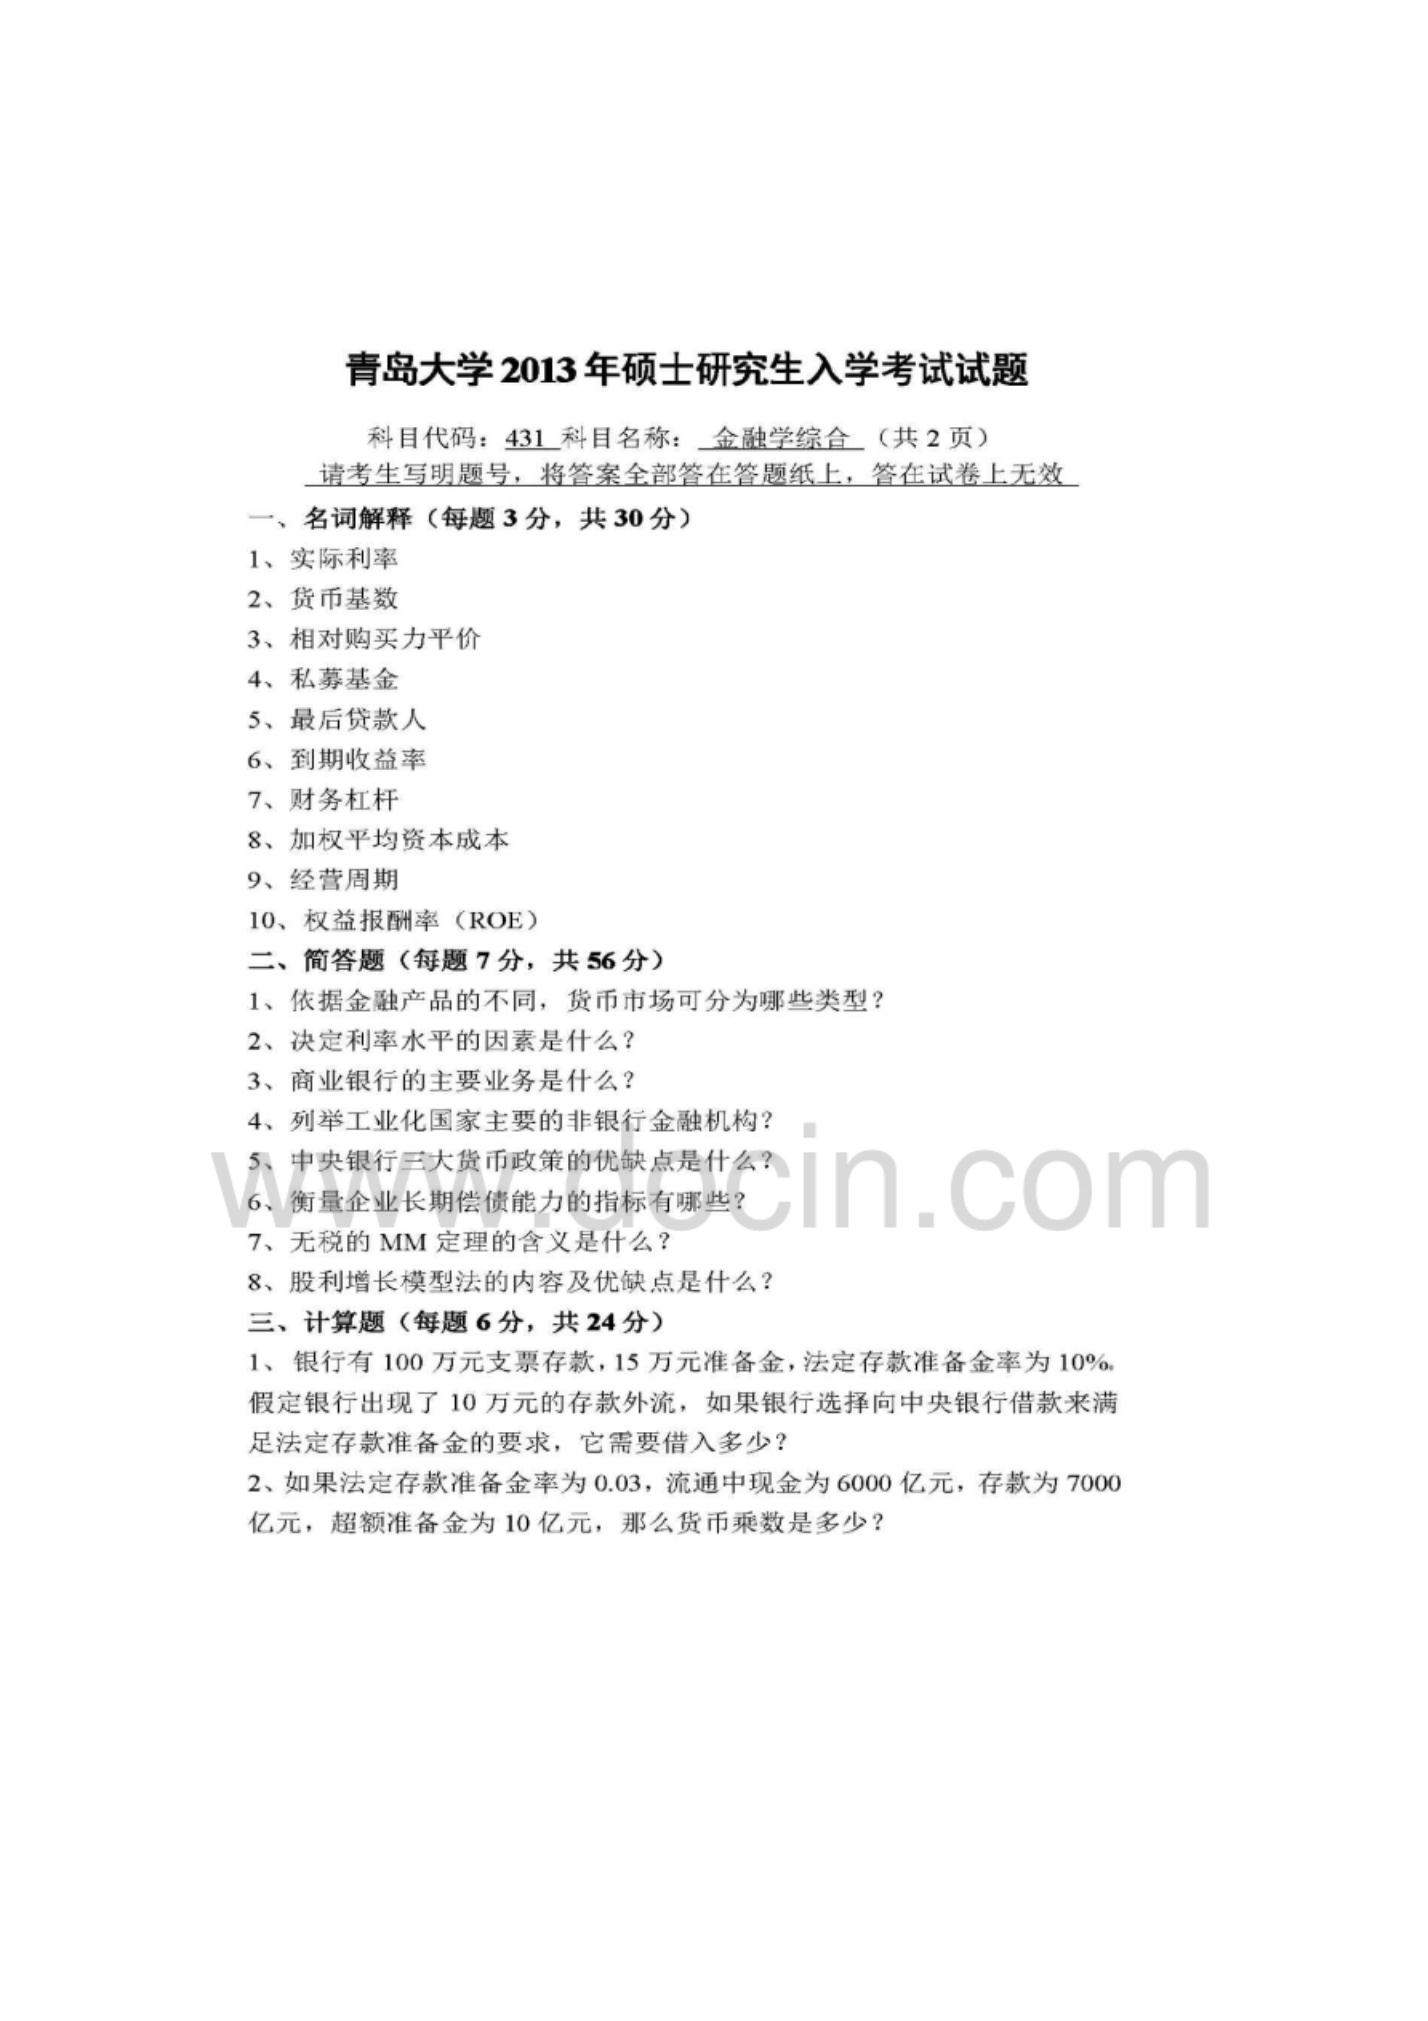 青岛大学2013年硕士研究生入学考试试题
科目代码：431 科目名称： 金融学综合 （共2页）
请考生写明题号，将答案全部答在答题纸上，答在试卷上无效
一、名词解释（每题3分，共30分）
1、实际利率
2、货币基数
3、相对购买力平价
4、私募基金
5、最后贷款人
6、到期收益率
7、财务杠杆
8、加权平均资本成本
9、经营周期
10、权益报酬率（ROE）
二、简答题（每题7分，共56分）
1、依据金融产品的不同，货币市场可分为哪些类型？
2、决定利率水平的因素是什么？
3、商业银行的主要业务是什么？
4、列举工业化国家主要的非银行金融机构？
5、中央银行三大货币政策的优缺点是什么？
www.docin.com
6、衡量企业长期偿债能力的指标有哪些？
7、无税的MM定理的含义是什么？
8、股利增长模型法的内容及优缺点是什么？
三、计算题（每题6分，共24分）
1、 银行有100万元支票存款，15万元准备金，法定存款准备金率为10%。
假定银行出现了10万元的存款外流，如果银行选择向中央银行借款来满
足法定存款准备金的要求，它需要借入多少？
2、如果法定存款准备金率为0.03，流通中现金为6000亿元，存款为7000
亿元，超额准备金为10亿元，那么货币乘数是多少？